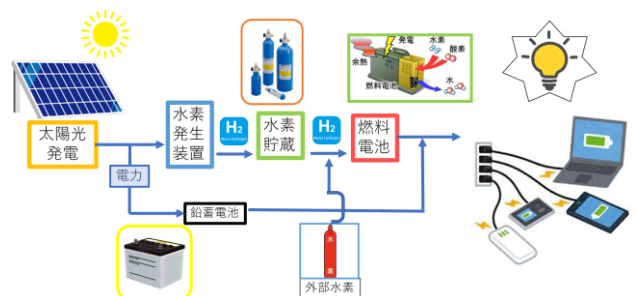 太陽光
発電
電力
水素
発生
装置
H2
水素
貯蔵
H2
燃料
電池
鉛蓄電池
発電
水素
酸素
余熱
水
燃料電池
水
素
外部水素